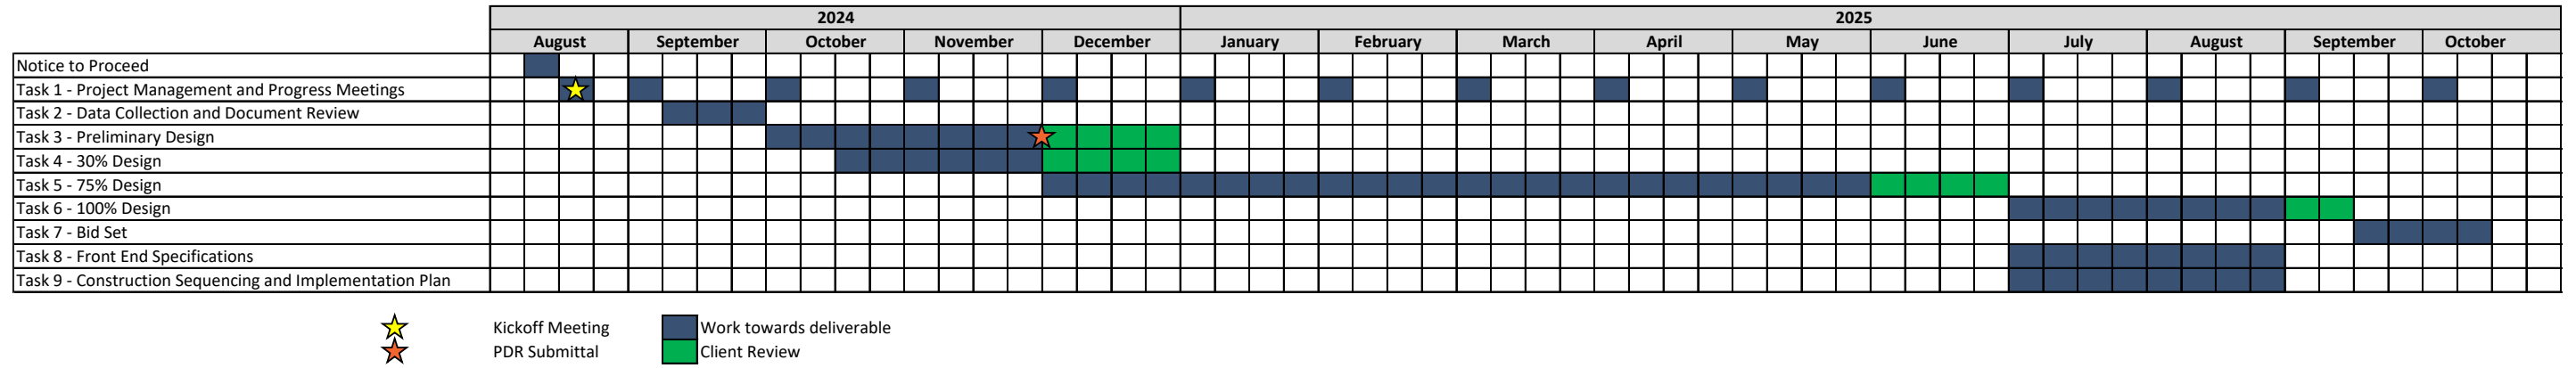 2024 2025
August September October November December January February March April May June July August September October
Notice to Proceed
Task 1 - Project Management and Progress Meetings
Task 2 - Data Collection and Document Review
Task 3 - Preliminary Design
Task 4 - 30% Design
Task 5 - 75% Design
Task 6 - 100% Design
Task 7 - Bid Set
Task 8 - Front End Specifications
Task 9 - Construction Sequencing and Implementation Plan
Kickoff Meeting Work towards deliverable
PDR Submittal Client Review